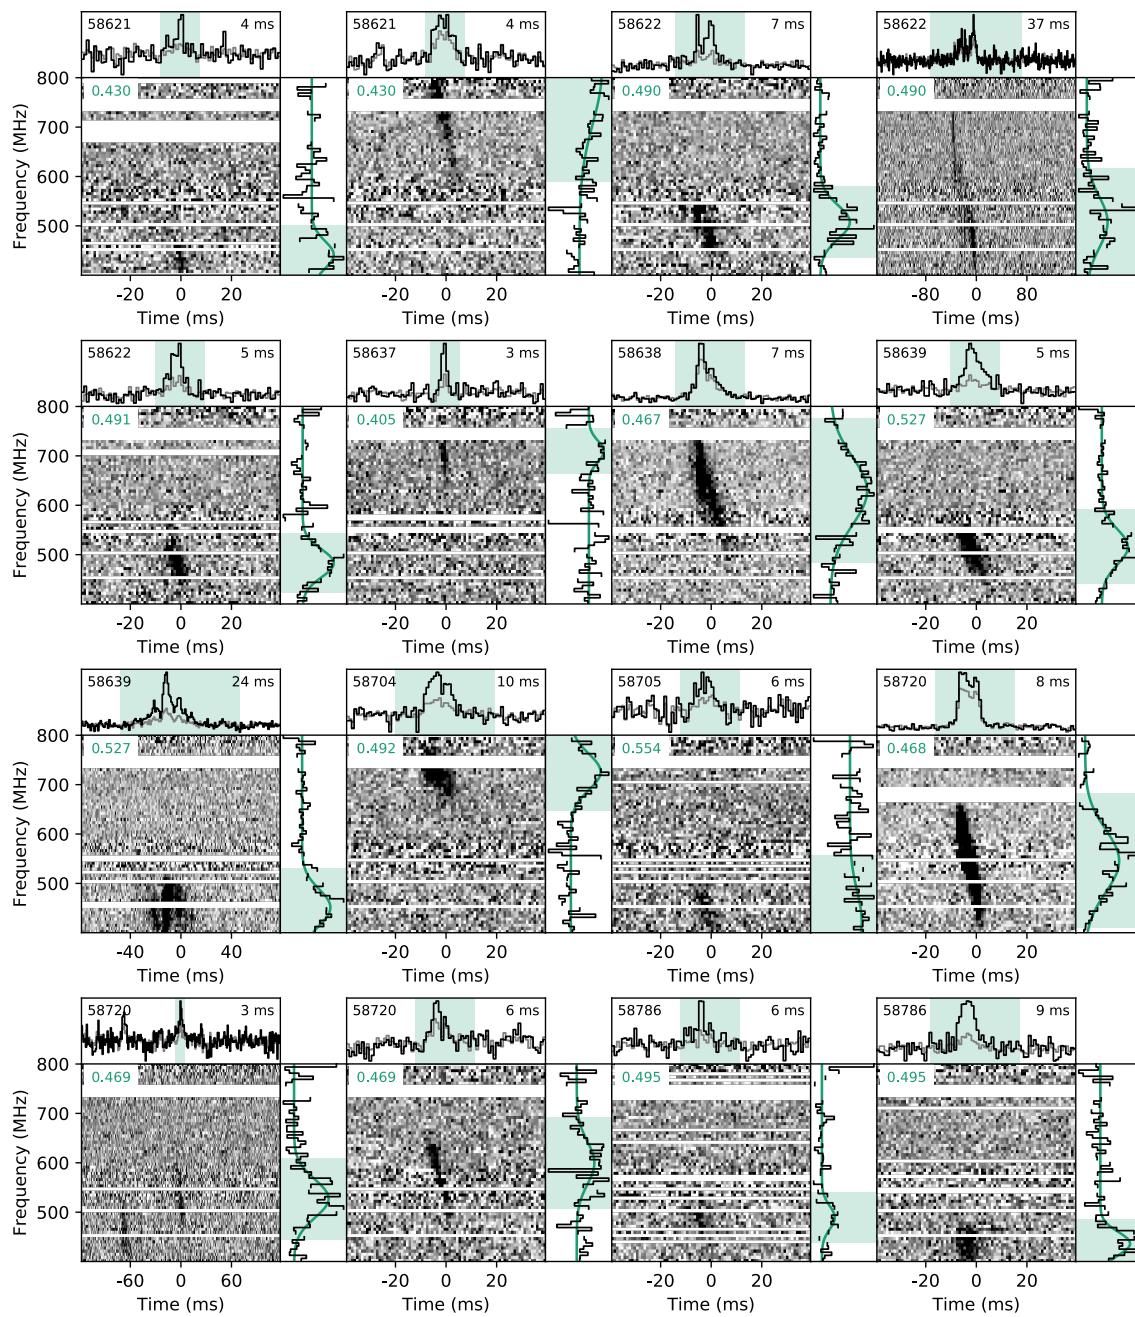 58621 4 ms 58621 4 ms 58622 7 ms 58622 37 ms
800 0.430 0.430 0.490 0.490
700
600
500
Frequency (MHz)
-20 0 20 -20 0 20 -20 0 20 -80 0 80
Time (ms) Time (ms) Time (ms) Time (ms)
58622 5 ms 58637 3 ms 58638 7 ms 58639 5 ms
800 0.491 0.405 0.467 0.527
700
600
500
Frequency (MHz)
-20 0 20 -20 0 20 -20 0 20 -20 0 20
Time (ms) Time (ms) Time (ms) Time (ms)
58639 24 ms 58704 10 ms 58705 6 ms 58720 8 ms
800 0.527 0.492 0.554 0.468
700
600
500
Frequency (MHz)
-40 0 40 -20 0 20 -20 0 20 -20 0 20
Time (ms) Time (ms) Time (ms) Time (ms)
58720 3 ms 58720 6 ms 58786 6 ms 58786 9 ms
800 0.469 0.469 0.495 0.495
700
600
500
Frequency (MHz)
-60 0 60 -20 0 20 -20 0 20 -20 0 20
Time (ms) Time (ms) Time (ms) Time (ms)